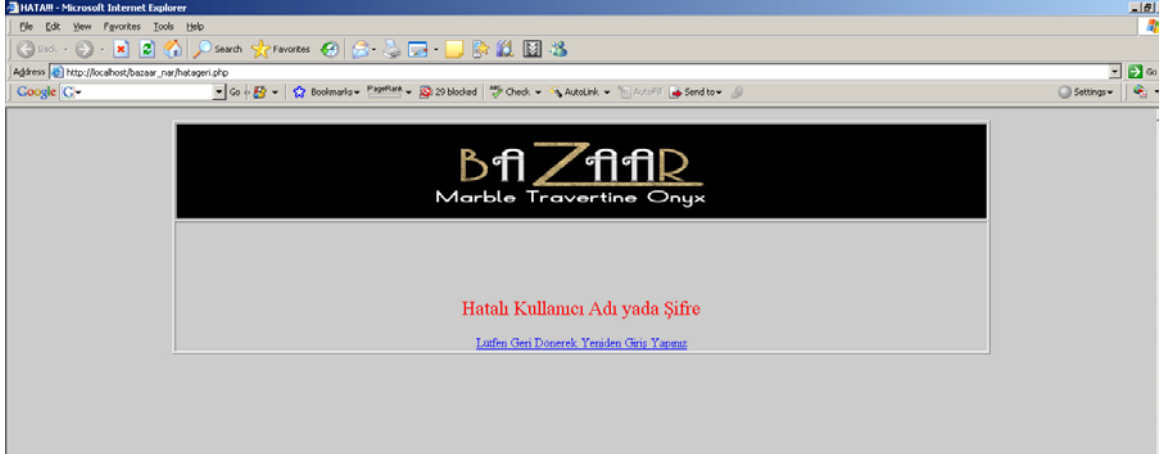 HATA!!! - Microsoft Internet Explorer
File Edit View Favorites Tools Help
Back Search Favorites
Address http://localhost/bazaar_nar/hatageri.php Go
Google G Go Bookmarks PageRank 29 blocked Check AutoLink AutoFill Send to Settings
BAZAAR
Marble Travertine Onyx
Hatalı Kullanıcı Adı yada Şifre
Lütfen Geri Dönerek Yeniden Giriş Yapınız